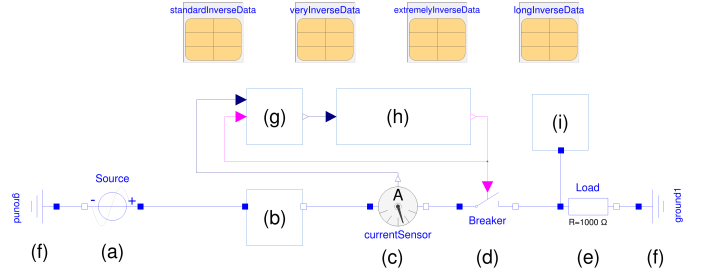 standardInverseData veryInverseData extremelyInverseData longInverseData
(g) (h) (i)
Source A Load
ground - + (b) ground1
currentSensor Breaker R=1000 Ω
(f) (a) (c) (d) (e) (f)